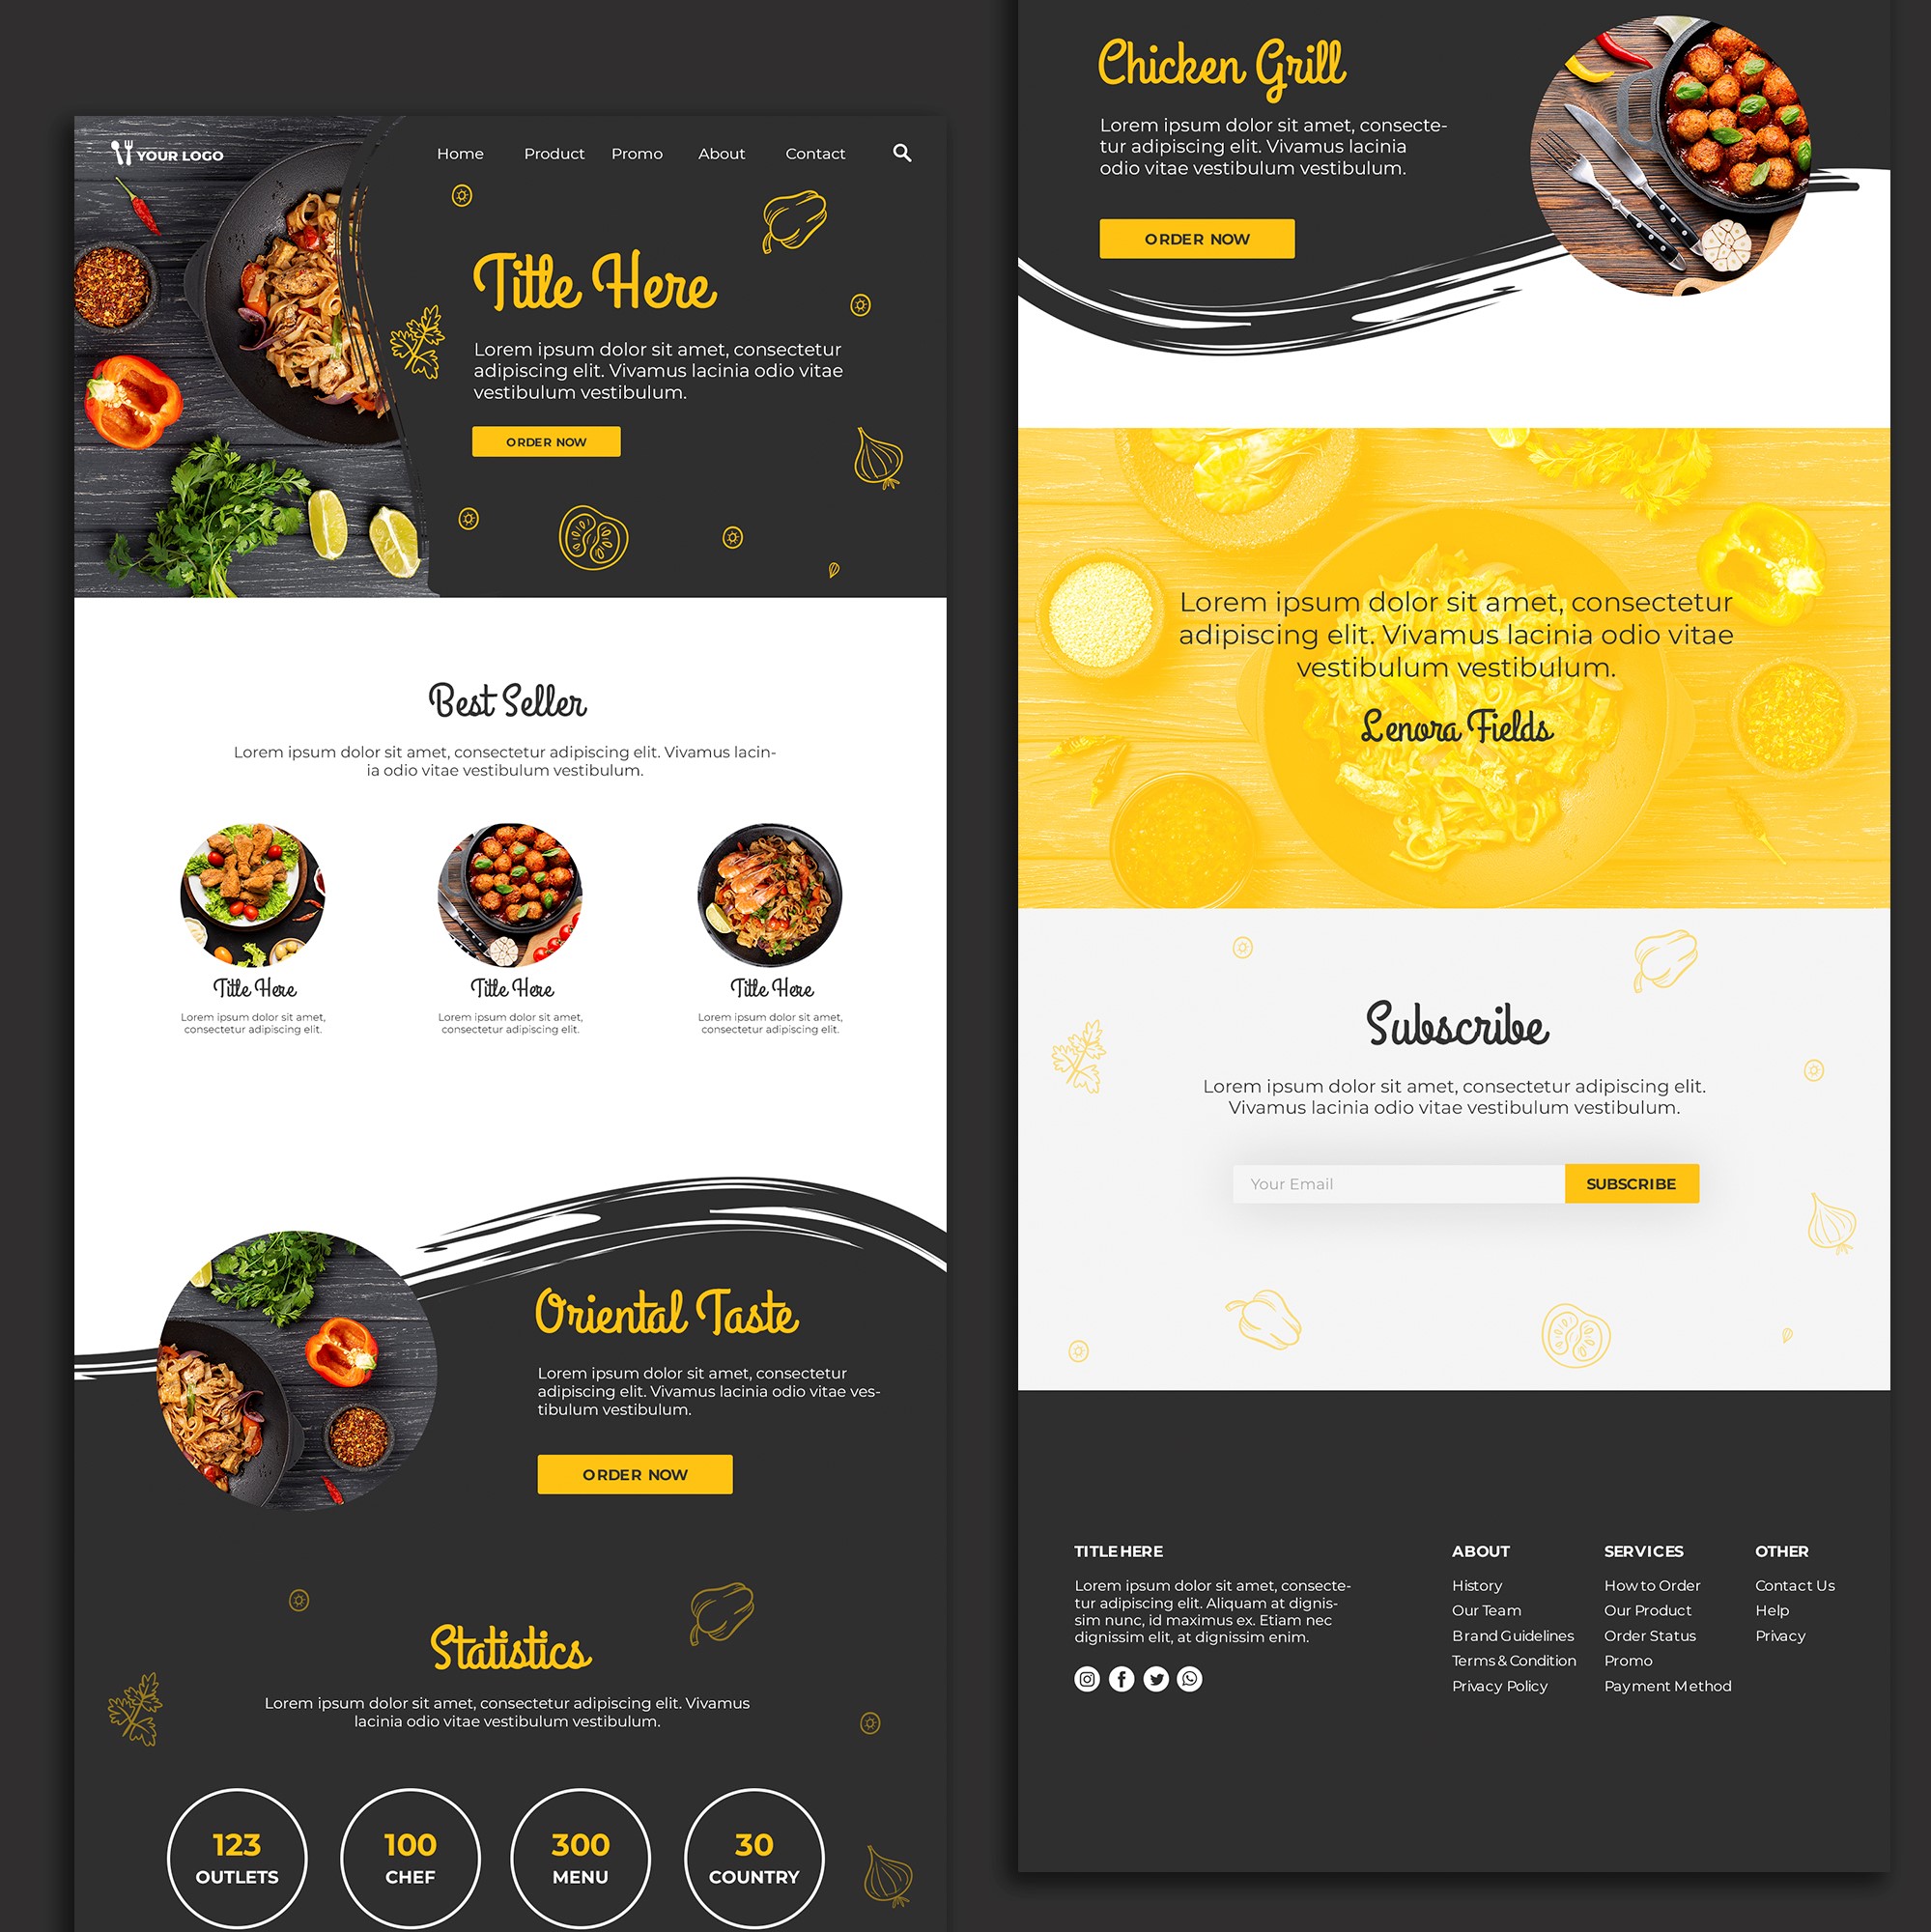 YOUR LOGO
Home Product Promo About Contact
Title Here
Lorem ipsum dolor sit amet, consectetur
adipiscing elit. Vivamus lacinia odio vitae
vestibulum vestibulum.
ORDER NOW
Best Seller
Lorem ipsum dolor sit amet, consectetur adipiscing elit. Vivamus lacin-
ia odio vitae vestibulum vestibulum.
Title Here
Lorem ipsum dolor sit amet,
consectetur adipiscing elit.
Title Here
Lorem ipsum dolor sit amet,
consectetur adipiscing elit.
Title Here
Lorem ipsum dolor sit amet,
consectetur adipiscing elit.
Oriental Taste
Lorem ipsum dolor sit amet, consectetur
adipiscing elit. Vivamus lacinia odio vitae ves-
tibulum vestibulum.
ORDER NOW
Statistics
Lorem ipsum dolor sit amet, consectetur adipiscing elit. Vivamus
lacinia odio vitae vestibulum vestibulum.
123
OUTLETS
100
CHEF
300
MENU
30
COUNTRY
Chicken Grill
Lorem ipsum dolor sit amet, consecte-
tur adipiscing elit. Vivamus lacinia
odio vitae vestibulum vestibulum.
ORDER NOW
Lorem ipsum dolor sit amet, consectetur
adipiscing elit. Vivamus lacinia odio vitae
vestibulum vestibulum.
Lenora Fields
Subscribe
Lorem ipsum dolor sit amet, consectetur adipiscing elit.
Vivamus lacinia odio vitae vestibulum vestibulum.
Your Email
SUBSCRIBE
TITLE HERE
Lorem ipsum dolor sit amet, consecte-
tur adipiscing elit. Aliquam at dignis-
sim nunc, id maximus ex. Etiam nec
dignissim elit, at dignissim enim.
ABOUT
History
Our Team
Brand Guidelines
Terms & Condition
Privacy Policy
SERVICES
How to Order
Our Product
Order Status
Promo
Payment Method
OTHER
Contact Us
Help
Privacy